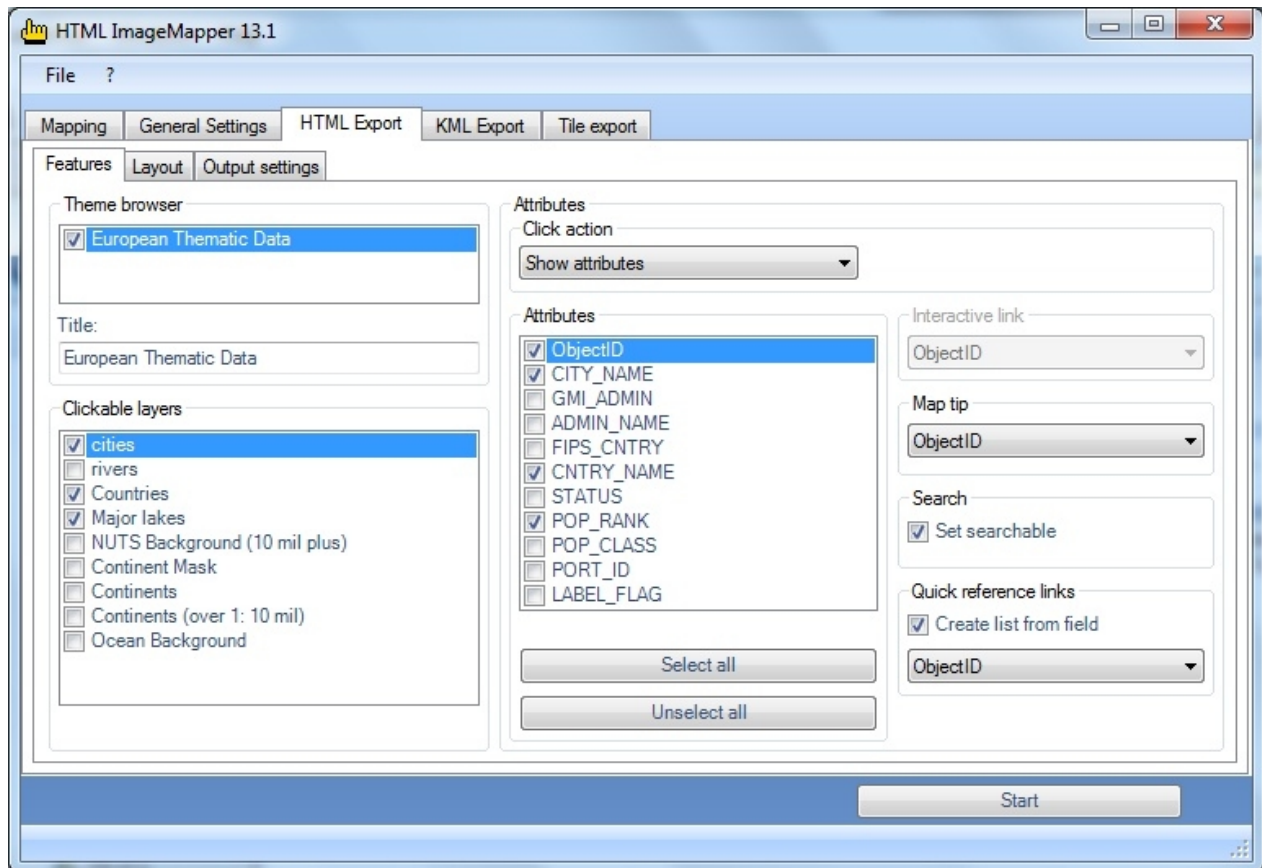 HTML ImageMapper 13.1
File ?
Mapping General Settings HTML Export KML Export Tile export
Features Layout Output settings
Theme browser
European Thematic Data
Title:
European Thematic Data
Clickable layers
cities
rivers
Countries
Major lakes
NUTS Background (10 mil plus)
Continent Mask
Continents
Continents (over 1: 10 mil)
Ocean Background
Attributes
Click action
Show attributes
Attributes
ObjectID
CITY_NAME
GMI_ADMIN
ADMIN_NAME
FIPS_CNTRY
CNTRY_NAME
STATUS
POP_RANK
POP_CLASS
PORT_ID
LABEL_FLAG
Select all
Unselect all
Interactive link
ObjectID
Map tip
ObjectID
Search
Set searchable
Quick reference links
Create list from field
ObjectID
Start